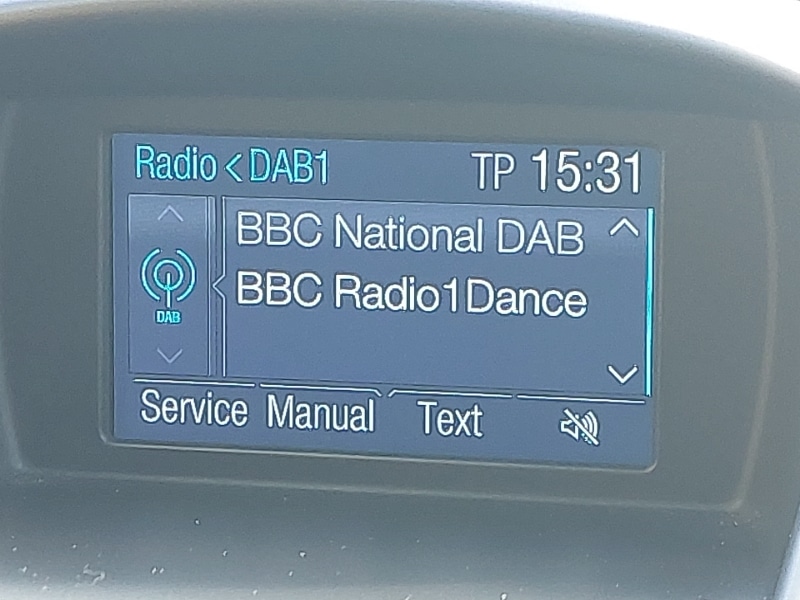 Radio < DAB1 TP 15:31
BBC National DAB
BBC Radio1Dance
DAB
Service Manual Text